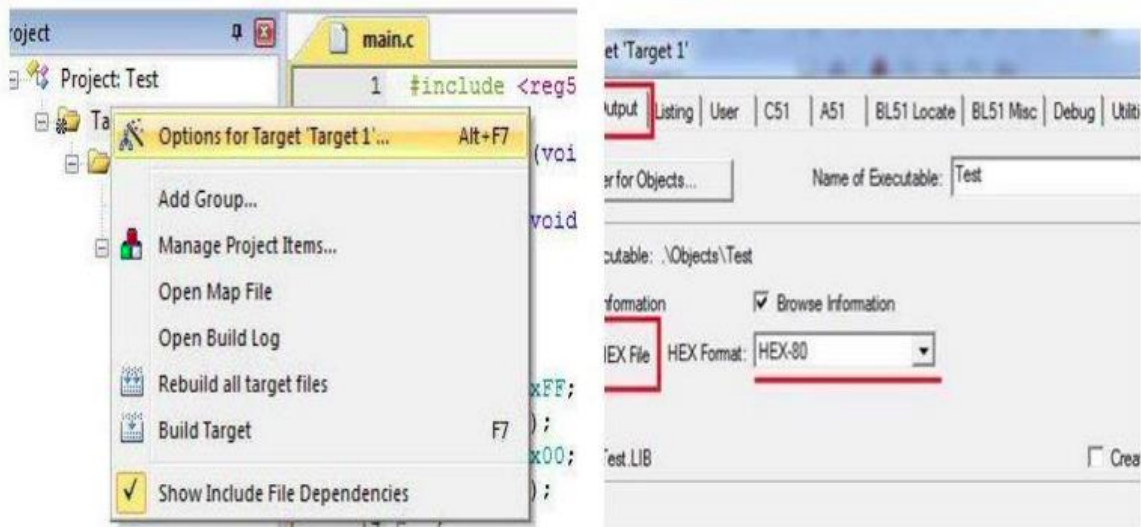 roject
main.c
Project: Test
1 #include <reg5
Ta
Options for Target 'Target 1'... Alt+F7
(voi
Add Group...
void
Manage Project Items...
Open Map File
Open Build Log
Rebuild all target files
xFF;
Build Target F7
);
x00;
Show Include File Dependencies
);
et 'Target 1'
utput Listing User C51 A51 BL51 Locate BL51 Misc Debug Utiliti
er for Objects... Name of Executable: Test
cutable: .\Objects\Test
nformation Browse Information
HEX File HEX Format: HEX-80
Test.LIB Crea